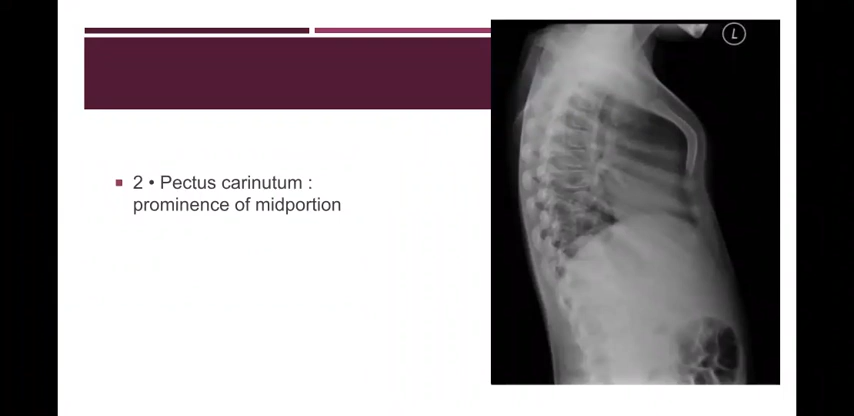 L
2 • Pectus carinutum :
prominence of midportion